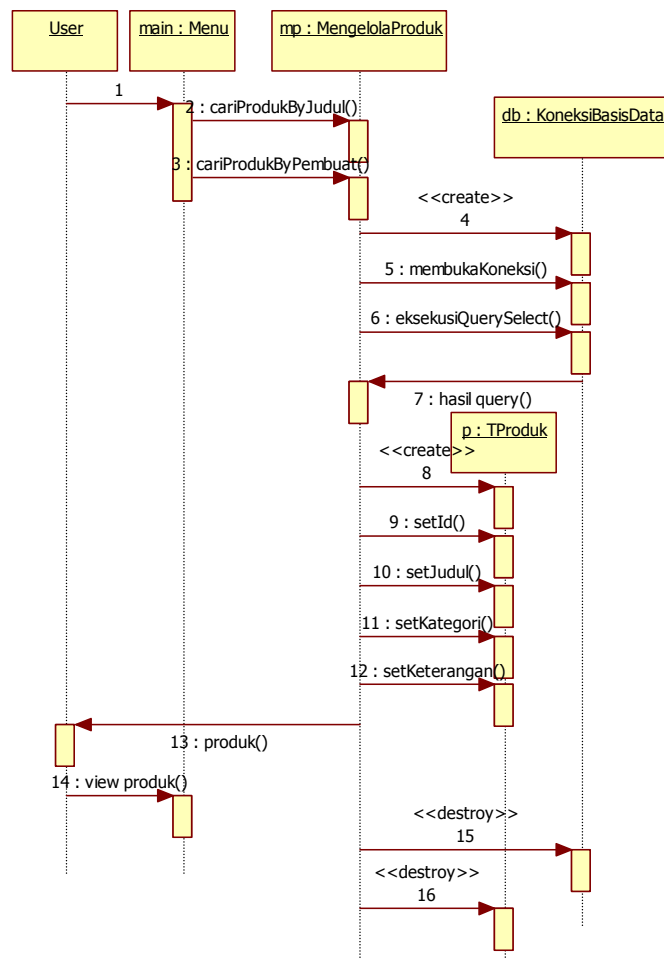 User
main : Menu
mp : MengelolaProduk
1
2 : cariProdukByJudul()
db : KoneksiBasisData
3 : cariProdukByPembuat()
<<create>>
4
5 : membukaKoneksi()
6 : eksekusiQuerySelect()
7 : hasil query()
p : TProduk
<<create>>
8
9 : setId()
10 : setJudul()
11 : setKategori()
12 : setKeterangan()
13 : produk()
14 : view produk()
<<destroy>>
15
<<destroy>>
16